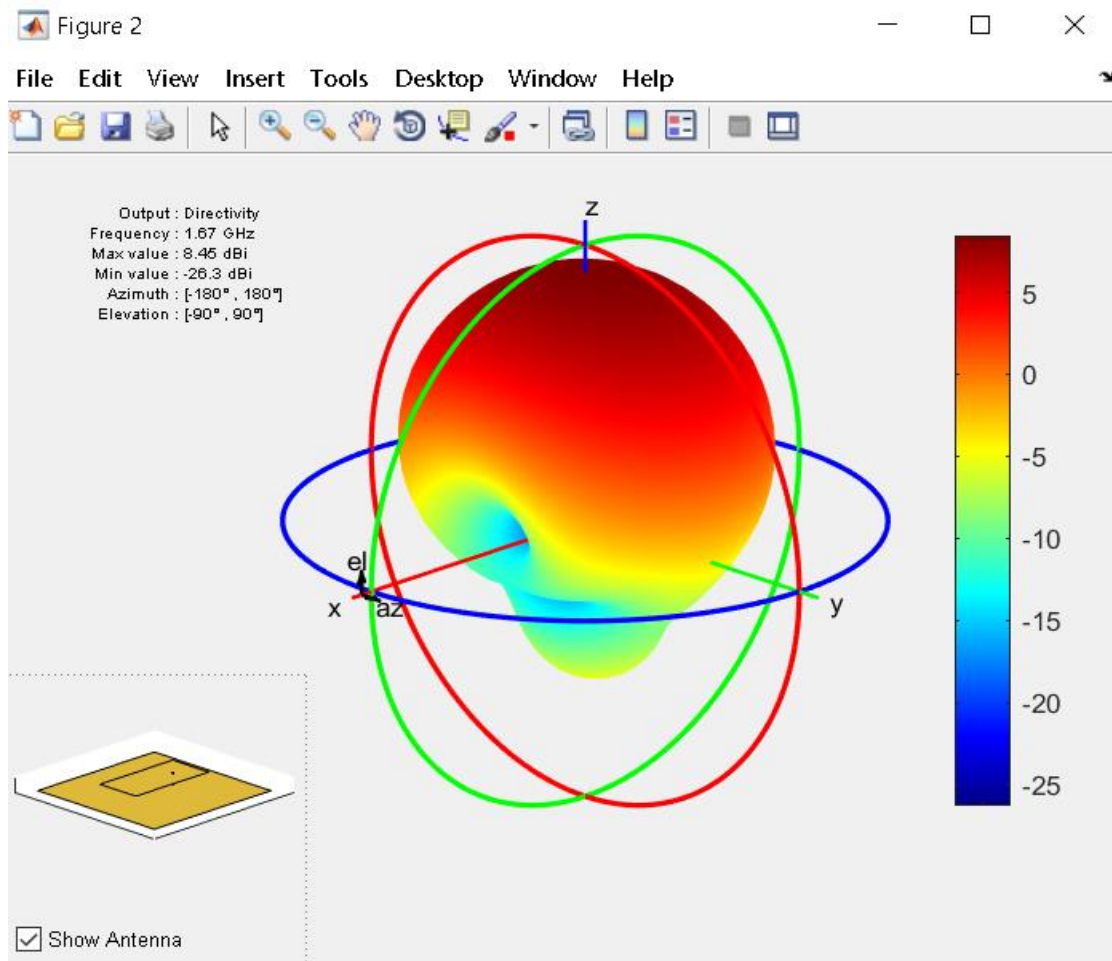 Figure 2
File Edit View Insert Tools Desktop Window Help
Output : Directivity
Frequency : 1.67 GHz
Max value : 8.45 dBi
Min value : -26.3 dBi
Azimuth : [-180° , 180°]
Elevation : [-90° , 90°]
z
el
x
az
y
5
0
-5
-10
-15
-20
-25
Show Antenna